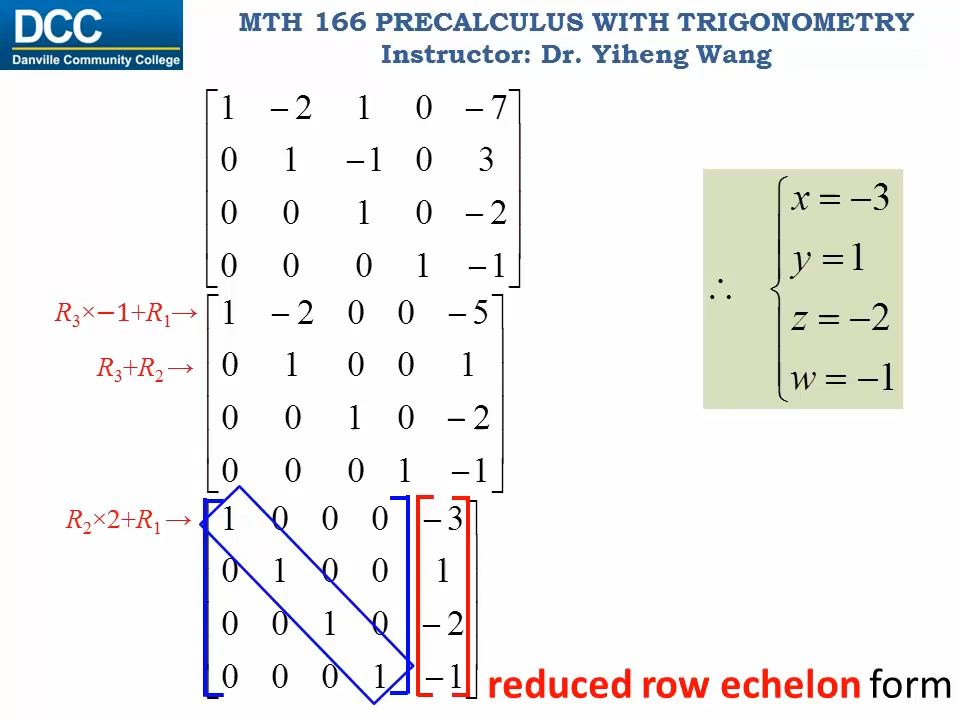 DCC
Danville Community College
MTH 166 PRECALCULUS WITH TRIGONOMETRY
Instructor: Dr. Yiheng Wang
1 −2 1 0 −7
0 1 −1 0 3
0 0 1 0 −2
0 0 0 1 −1
R₃×−1+R₁→ 1 −2 0 0 −5
R₃+R₂→ 0 1 0 0 1
0 0 1 0 −2
0 0 0 1 −1
R₂×2+R₁→ 1 0 0 0 −3
0 1 0 0 1
0 0 1 0 −2
0 0 0 1 −1
∴
x = −3
y = 1
z = −2
w = −1
reduced row echelon form